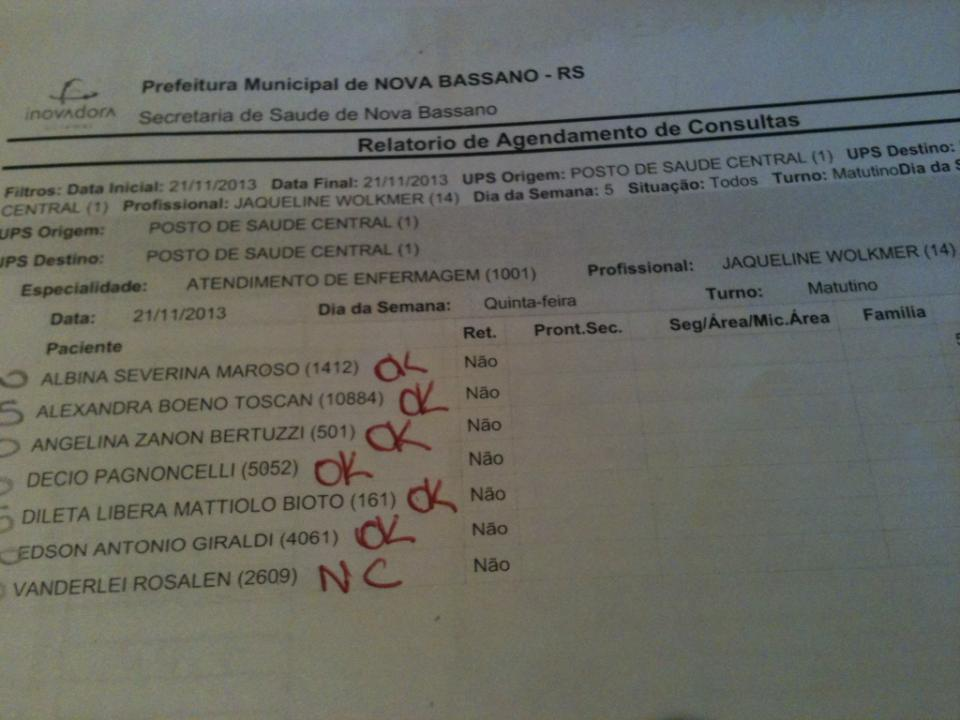 inovadora
Prefeitura Municipal de NOVA BASSANO - RS
Secretaria de Saude de Nova Bassano
Relatorio de Agendamento de Consultas
Filtros: Data Inicial: 21/11/2013 Data Final: 21/11/2013 UPS Origem: POSTO DE SAUDE CENTRAL (1) UPS Destino:
CENTRAL (1) Profissional: JAQUELINE WOLKMER (14) Dia da Semana: 5 Situação: Todos Turno: MatutinoDia da S
UPS Origem: POSTO DE SAUDE CENTRAL (1)
UPS Destino: POSTO DE SAUDE CENTRAL (1)
Especialidade: ATENDIMENTO DE ENFERMAGEM (1001) Profissional: JAQUELINE WOLKMER (14)
Data: 21/11/2013 Dia da Semana: Quinta-feira Turno: Matutino
Paciente Ret. Pront.Sec. Seg/Área/Mic.Área Familia
ALBINA SEVERINA MAROSO (1412) OK Não
ALEXANDRA BOENO TOSCAN (10884) OK Não
ANGELINA ZANON BERTUZZI (501) OK Não
DECIO PAGNONCELLI (5052) OK Não
DILETA LIBERA MATTIOLO BIOTO (161) OK Não
EDSON ANTONIO GIRALDI (4061) OK Não
VANDERLEI ROSALEN (2609) NC Não